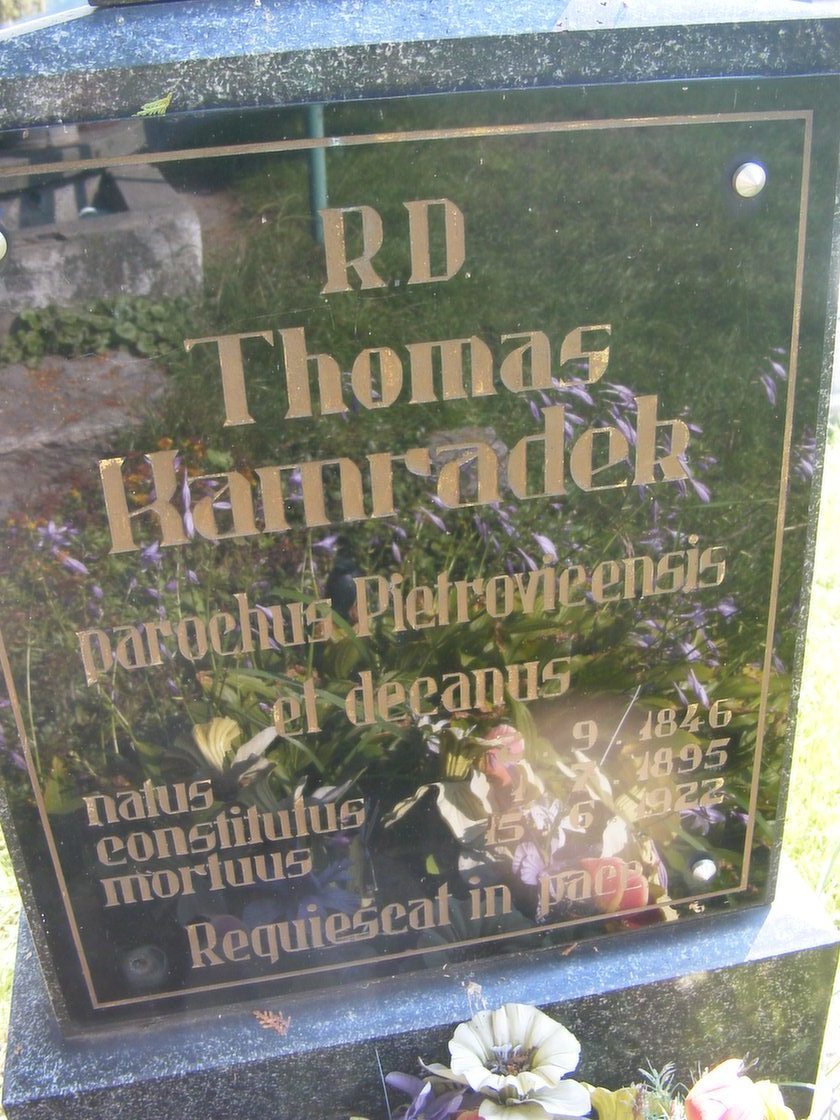 R.D.
Thomas
Kamradek
parochus Pietrovicensis
et decanus
natus 9 1846
constitutus 1 7 1895
mortuus 15 6 1922
Requiescat in pace